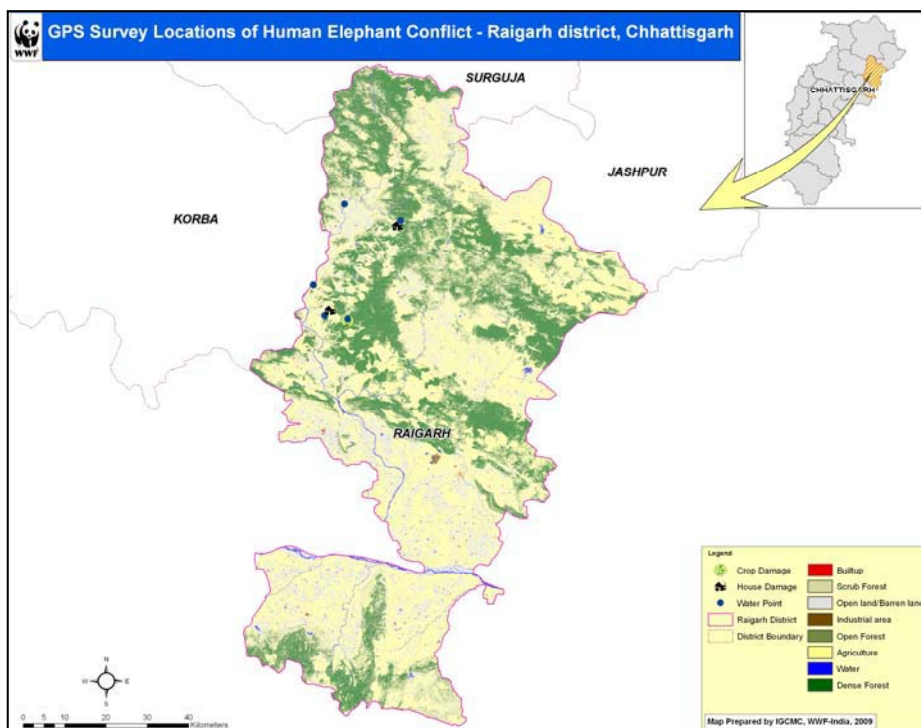 WWF
GPS Survey Locations of Human Elephant Conflict - Raigarh district, Chhattisgarh
SURGUJA
CHHATTISGARH
JASHPUR
KORBA
RAIGARH
Legend
Crop Damage
House Damage
Water Point
Raigarh District
District Boundary
Builtup
Scrub Forest
Open land/Barren land
Industrial area
Open Forest
Agriculture
Water
Dense Forest
N
W E
S
0 5 10 20 30 40
Kilometers
Map Prepared by IGCMC, WWF-India, 2009